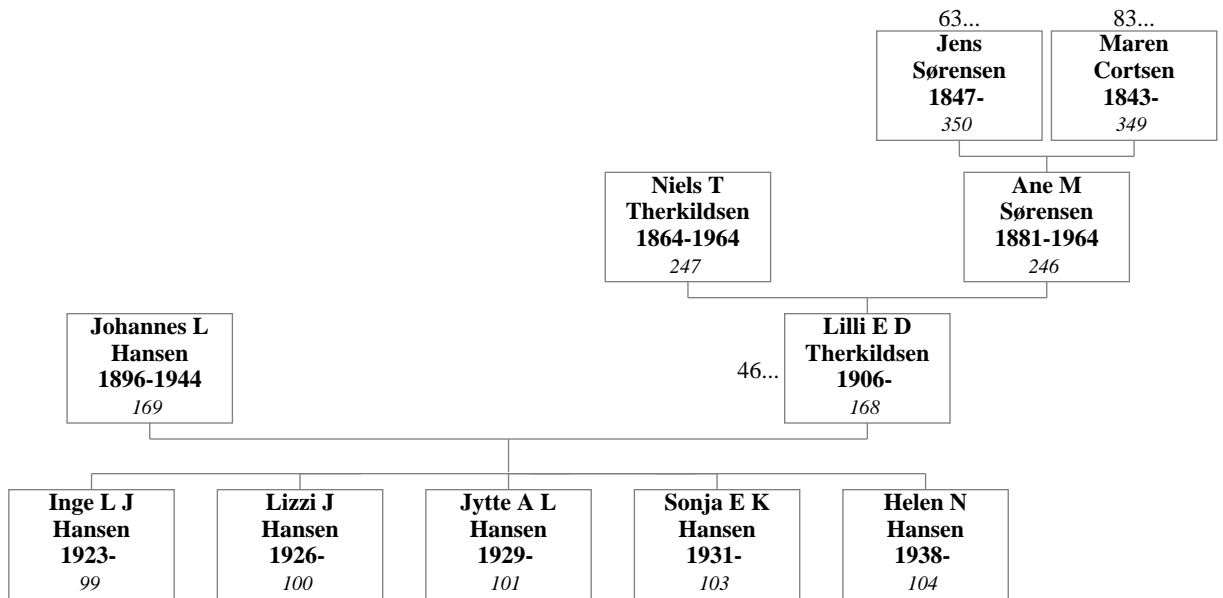 63...
Jens
Sørensen
1847-
350
83...
Maren
Cortsen
1843-
349
Niels T
Therkildsen
1864-1964
247
Ane M
Sørensen
1881-1964
246
Johannes L
Hansen
1896-1944
169
46...
Lilli E D
Therkildsen
1906-
168
Inge L J
Hansen
1923-
99
Lizzi J
Hansen
1926-
100
Jytte A L
Hansen
1929-
101
Sonja E K
Hansen
1931-
103
Helen N
Hansen
1938-
104